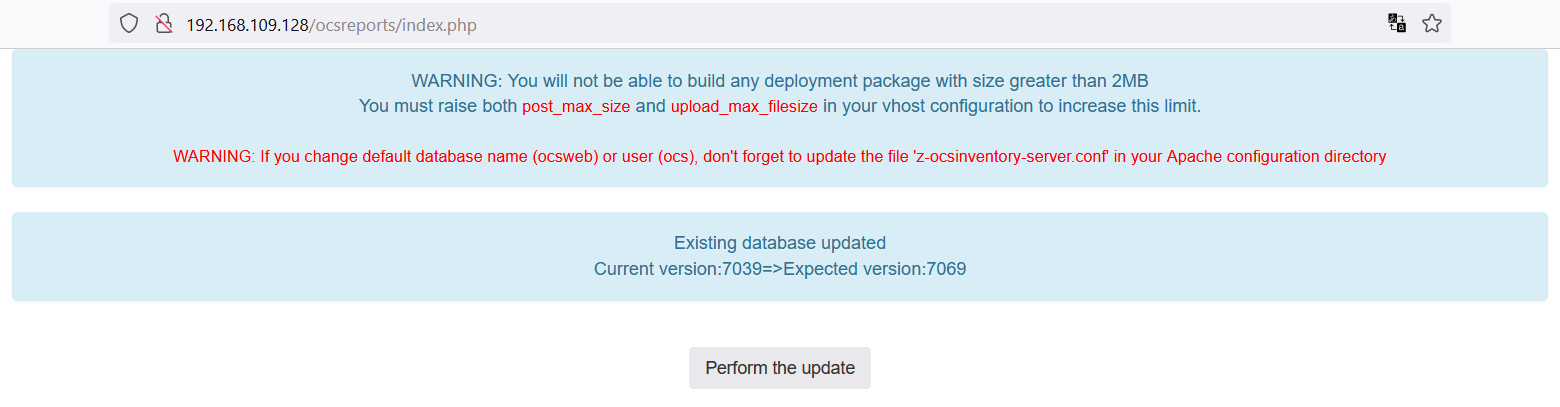 192.168.109.128/ocsreports/index.php
WARNING: You will not be able to build any deployment package with size greater than 2MB
You must raise both post_max_size and upload_max_filesize in your vhost configuration to increase this limit.
WARNING: If you change default database name (ocsweb) or user (ocs), don't forget to update the file 'z-ocsinventory-server.conf' in your Apache configuration directory
Existing database updated
Current version:7039=>Expected version:7069
Perform the update